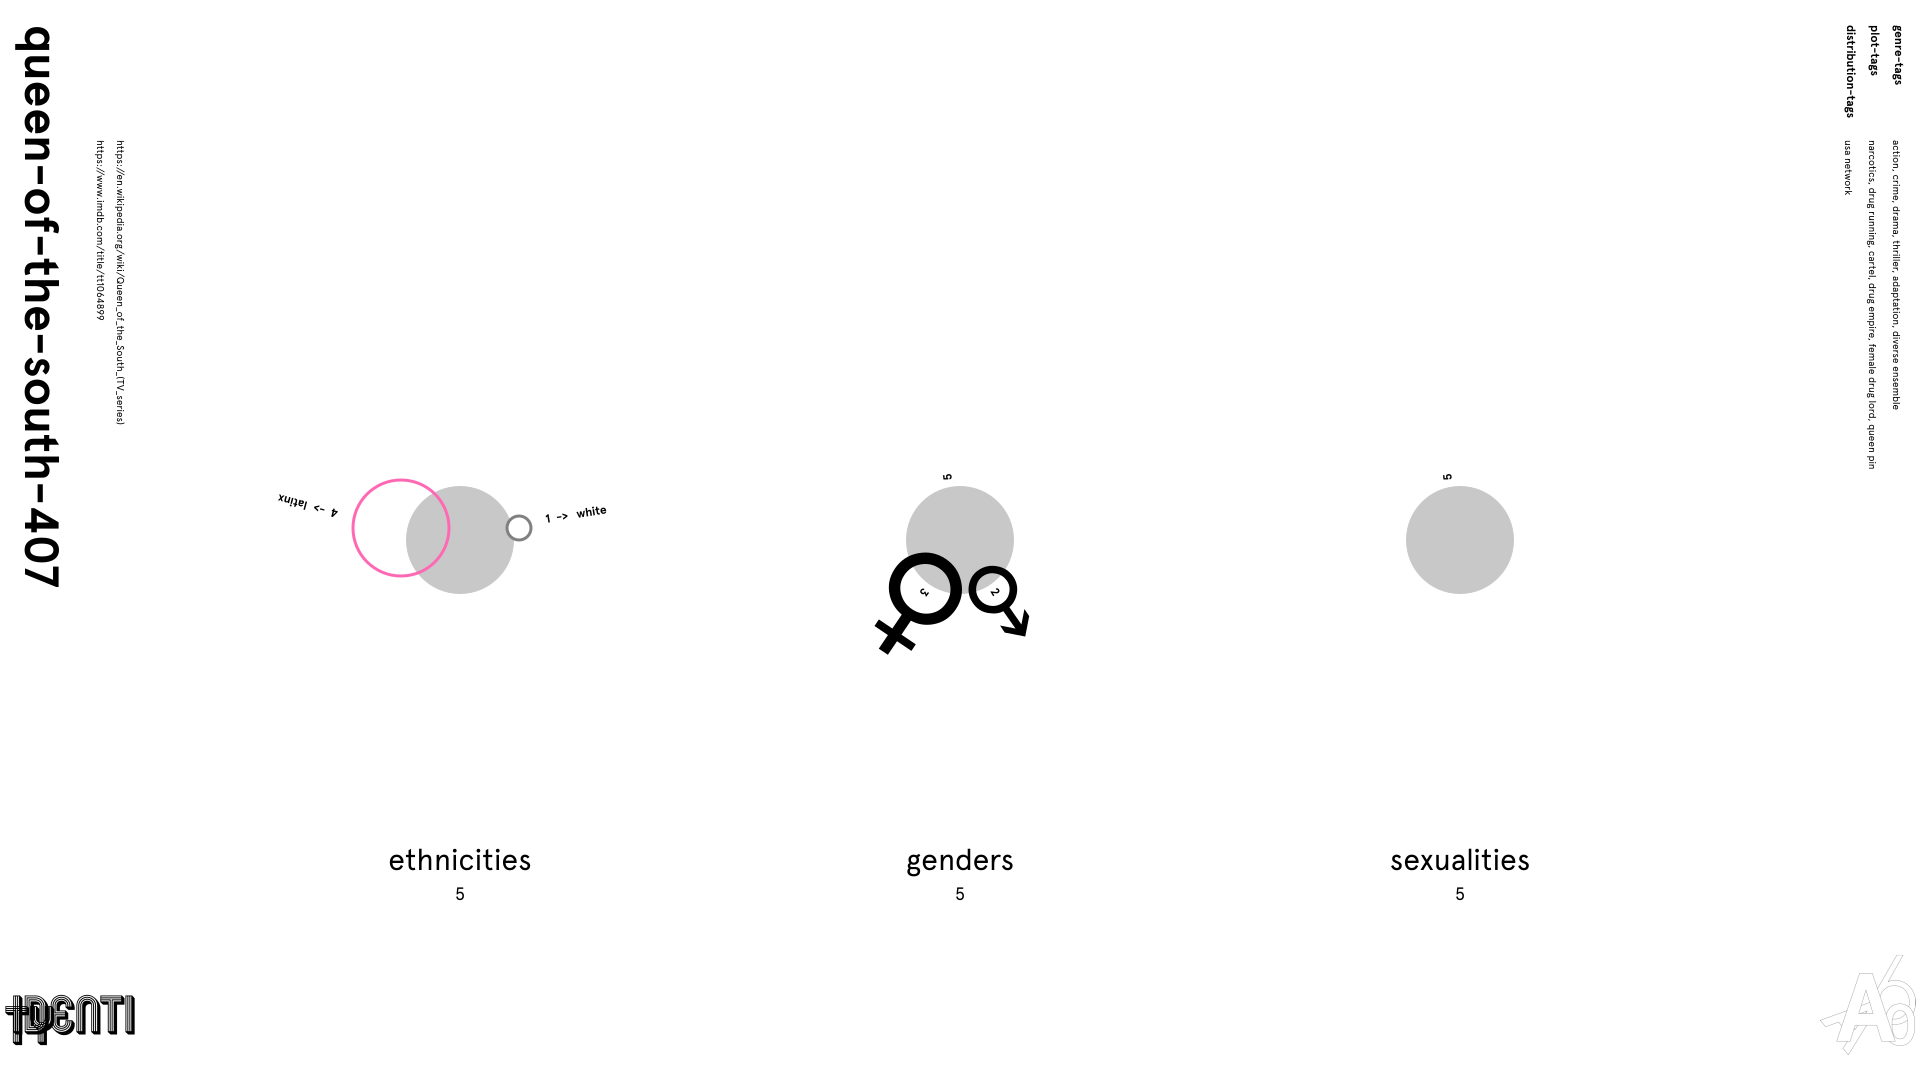 queen-of-the-south-407
https://en.wikipedia.org/wiki/Queen_of_the_South_(TV_series)
https://www.imdb.com/title/tt1064899
genre-tags
action, crime, drama, thriller, adaptation, diverse ensemble
plot-tags
narcotics, drug running, cartel, drug empire, female drug lord, queen pin
distribution-tags
usa network
4 -> latinx
1 -> white
5
3
2
5
ethnicities
5
genders
5
sexualities
5
IDENTI